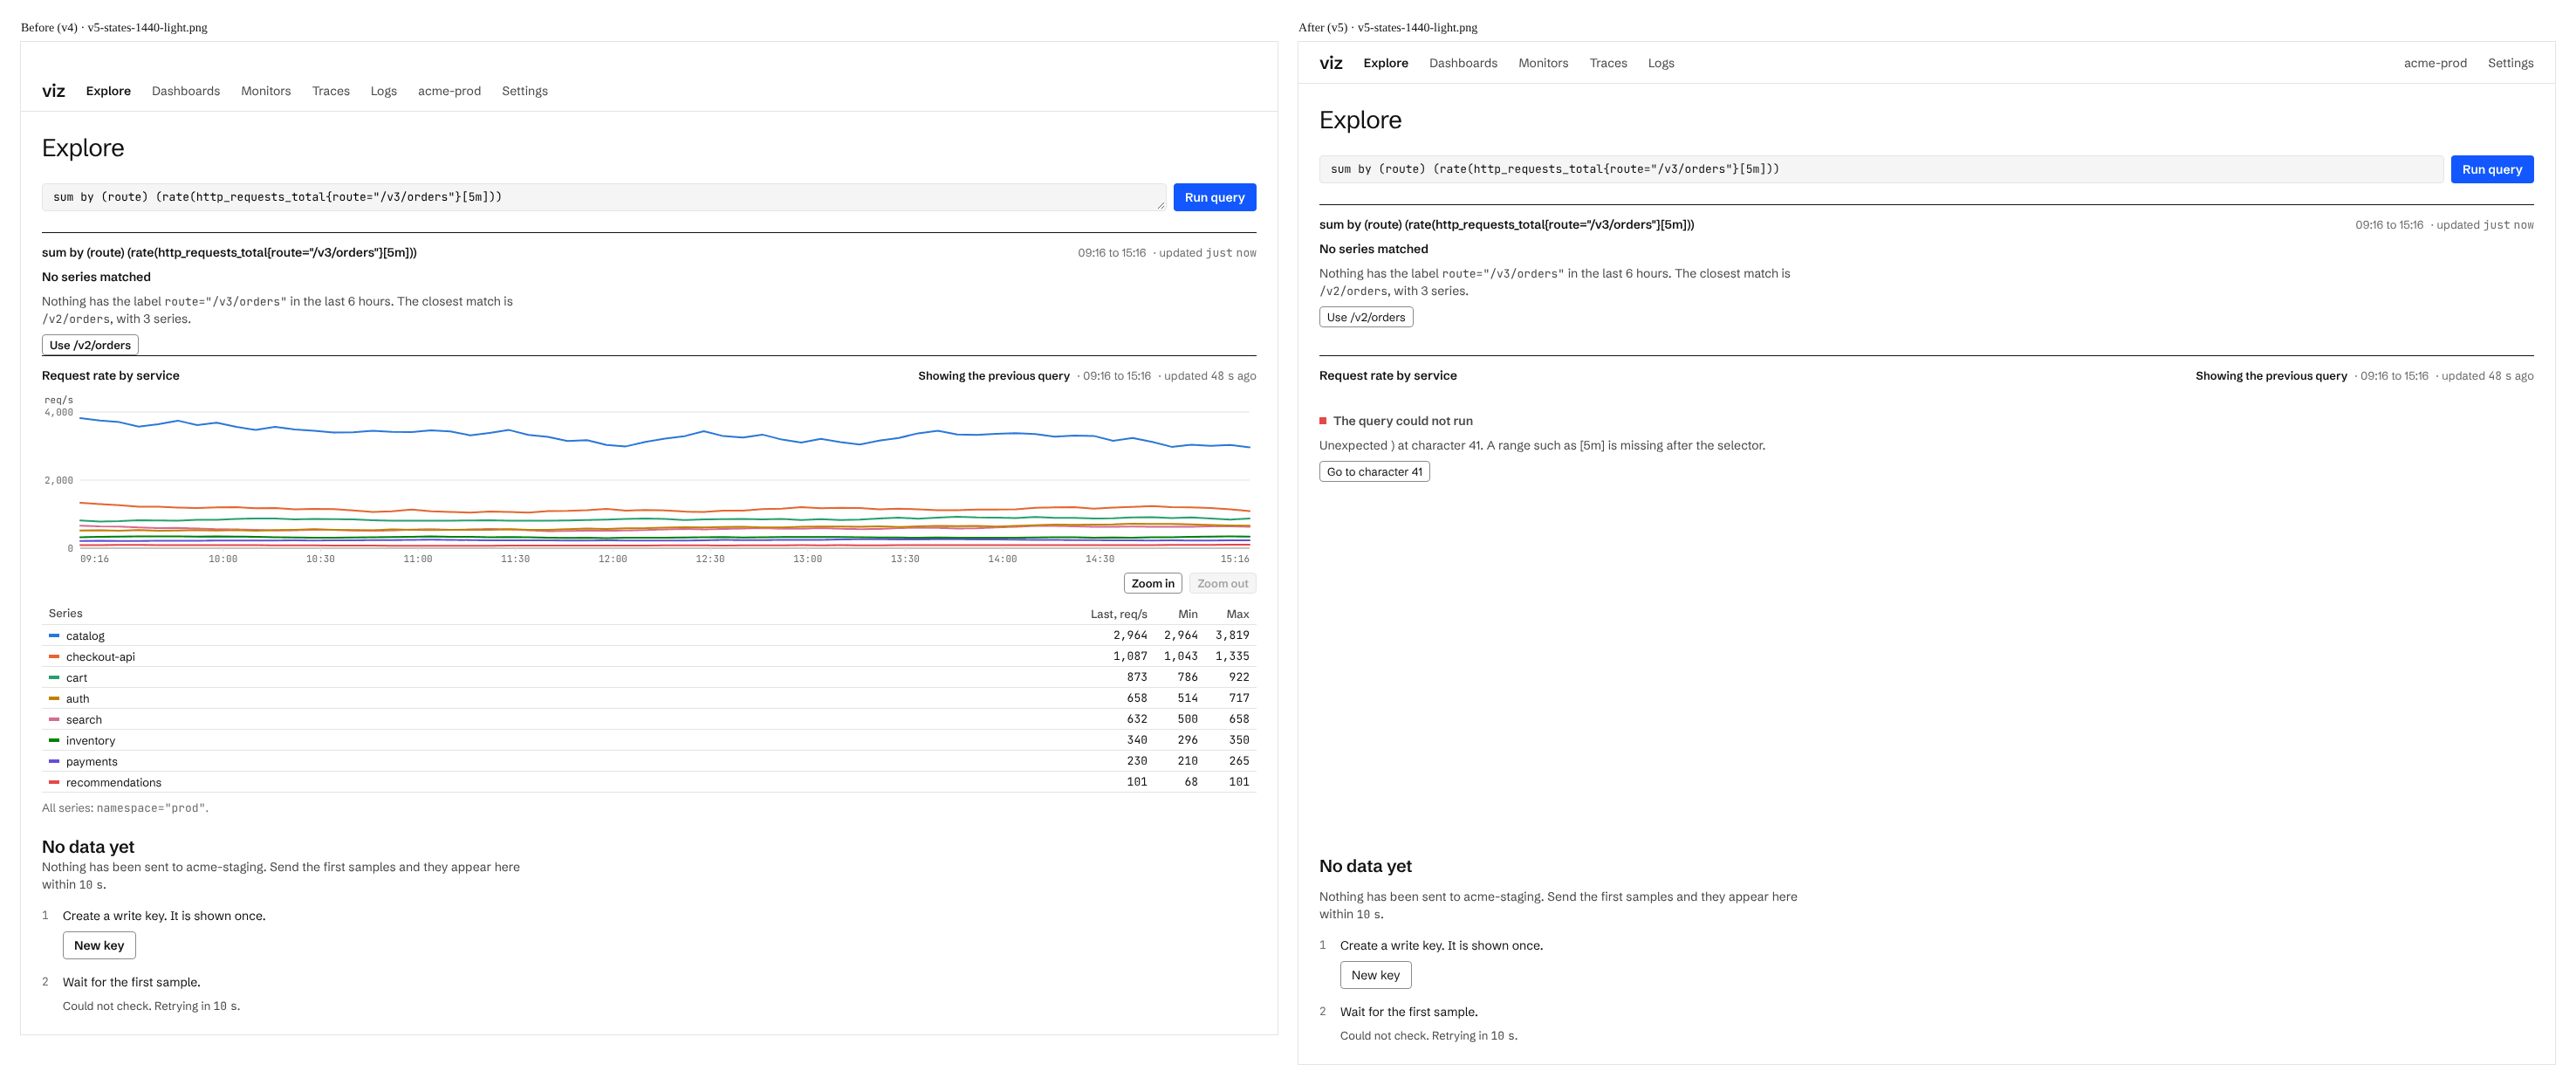 Before (v4) · v5-states-1440-light.png
viz Explore Dashboards Monitors Traces Logs acme-prod Settings
Explore
sum by (route) (rate(http_requests_total{route="/v3/orders"}[5m]))
Run query
sum by (route) (rate(http_requests_total{route="/v3/orders"}[5m]))
09:16 to 15:16 · updated just now
No series matched
Nothing has the label route="/v3/orders" in the last 6 hours. The closest match is
/v2/orders, with 3 series.
Use /v2/orders
Request rate by service
Showing the previous query · 09:16 to 15:16 · updated 48 s ago
req/s
4,000
2,000
0
09:16 10:00 10:30 11:00 11:30 12:00 12:30 13:00 13:30 14:00 14:30 15:16
Zoom in Zoom out
Series Last, req/s Min Max
catalog 2,964 2,964 3,819
checkout-api 1,087 1,043 1,335
cart 873 786 922
auth 658 514 717
search 632 500 658
inventory 340 296 350
payments 230 210 265
recommendations 101 68 101
All series: namespace="prod".
No data yet
Nothing has been sent to acme-staging. Send the first samples and they appear here
within 10 s.
1 Create a write key. It is shown once.
New key
2 Wait for the first sample.
Could not check. Retrying in 10 s.
After (v5) · v5-states-1440-light.png
viz Explore Dashboards Monitors Traces Logs acme-prod Settings
Explore
sum by (route) (rate(http_requests_total{route="/v3/orders"}[5m]))
Run query
sum by (route) (rate(http_requests_total{route="/v3/orders"}[5m]))
09:16 to 15:16 · updated just now
No series matched
Nothing has the label route="/v3/orders" in the last 6 hours. The closest match is
/v2/orders, with 3 series.
Use /v2/orders
Request rate by service
Showing the previous query · 09:16 to 15:16 · updated 48 s ago
The query could not run
Unexpected ) at character 41. A range such as [5m] is missing after the selector.
Go to character 41
No data yet
Nothing has been sent to acme-staging. Send the first samples and they appear here
within 10 s.
1 Create a write key. It is shown once.
New key
2 Wait for the first sample.
Could not check. Retrying in 10 s.